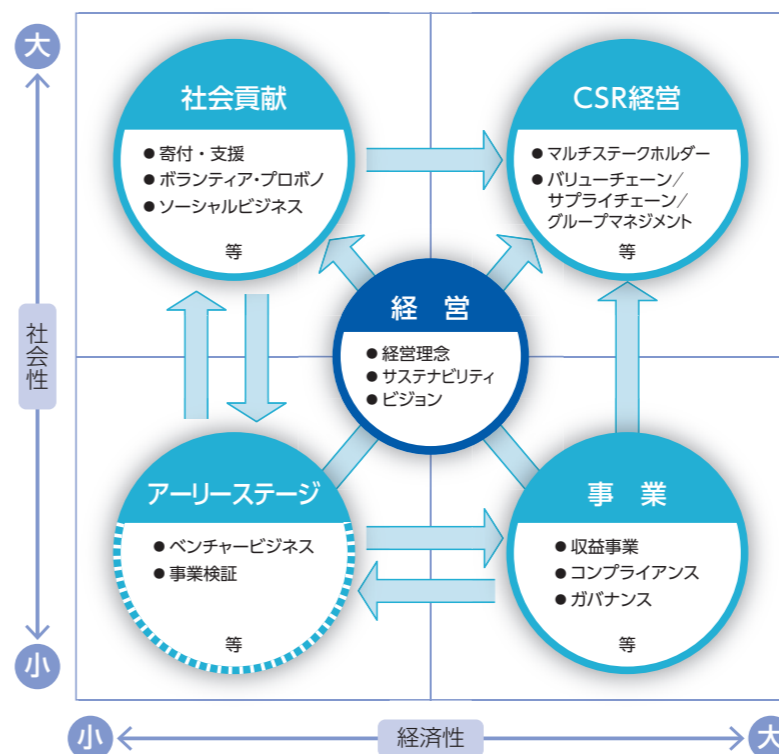 大
社会貢献
● 寄付・支援
● ボランティア・プロボノ
● ソーシャルビジネス
等
CSR経営
● マルチステークホルダー
● バリューチェーン/
サプライチェーン/
グループマネジメント
等
経 営
● 経営理念
● サステナビリティ
● ビジョン
社会性
アーリーステージ
● ベンチャービジネス
● 事業検証
等
事 業
● 収益事業
● コンプライアンス
● ガバナンス
等
小
小
経済性
大